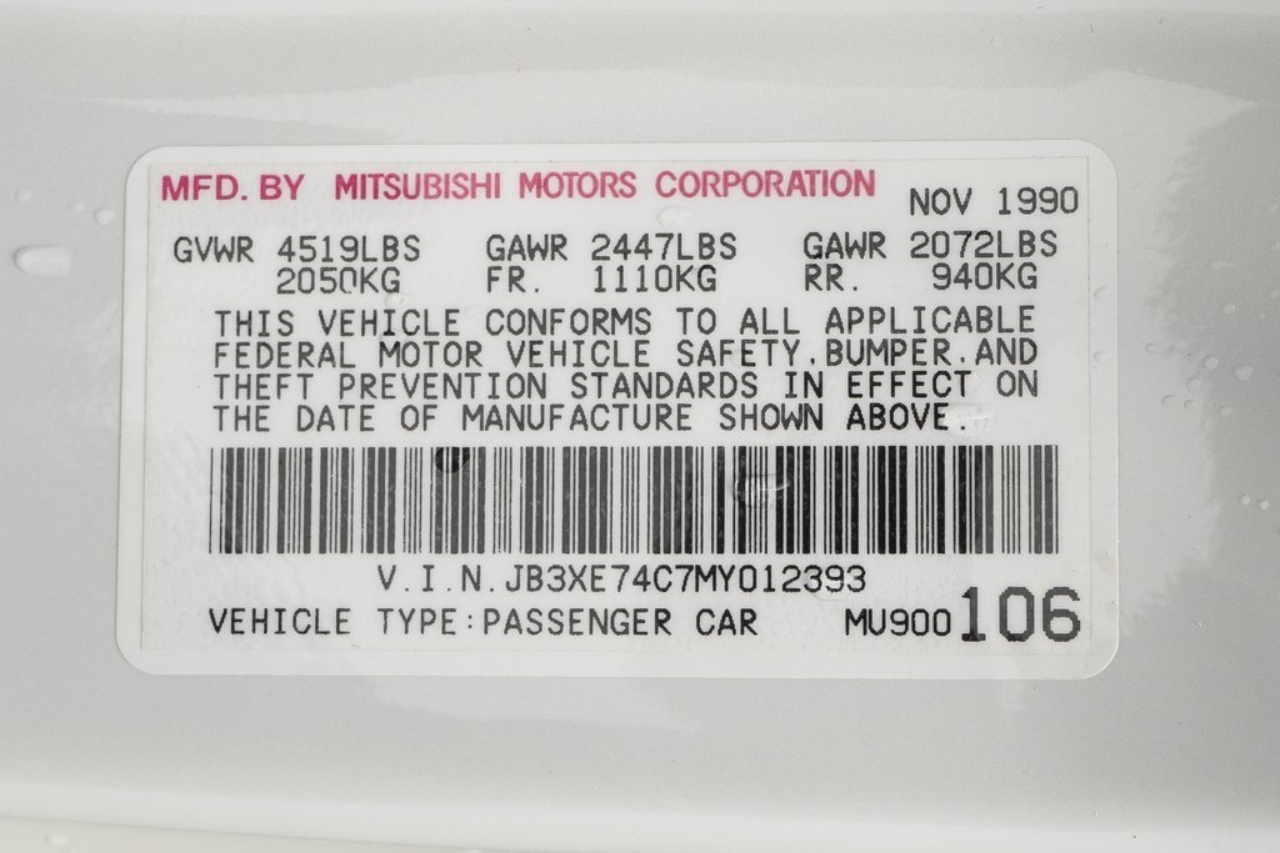 MFD. BY MITSUBISHI MOTORS CORPORATION NOV 1990
GVWR 4519LBS GAWR 2447LBS GAWR 2072LBS
2050KG FR. 1110KG RR. 940KG
THIS VEHICLE CONFORMS TO ALL APPLICABLE
FEDERAL MOTOR VEHICLE SAFETY.BUMPER.AND
THEFT PREVENTION STANDARDS IN EFFECT ON
THE DATE OF MANUFACTURE SHOWN ABOVE.
V.I.N.JB3XE74C7MY012393
VEHICLE TYPE:PASSENGER CAR MU900106